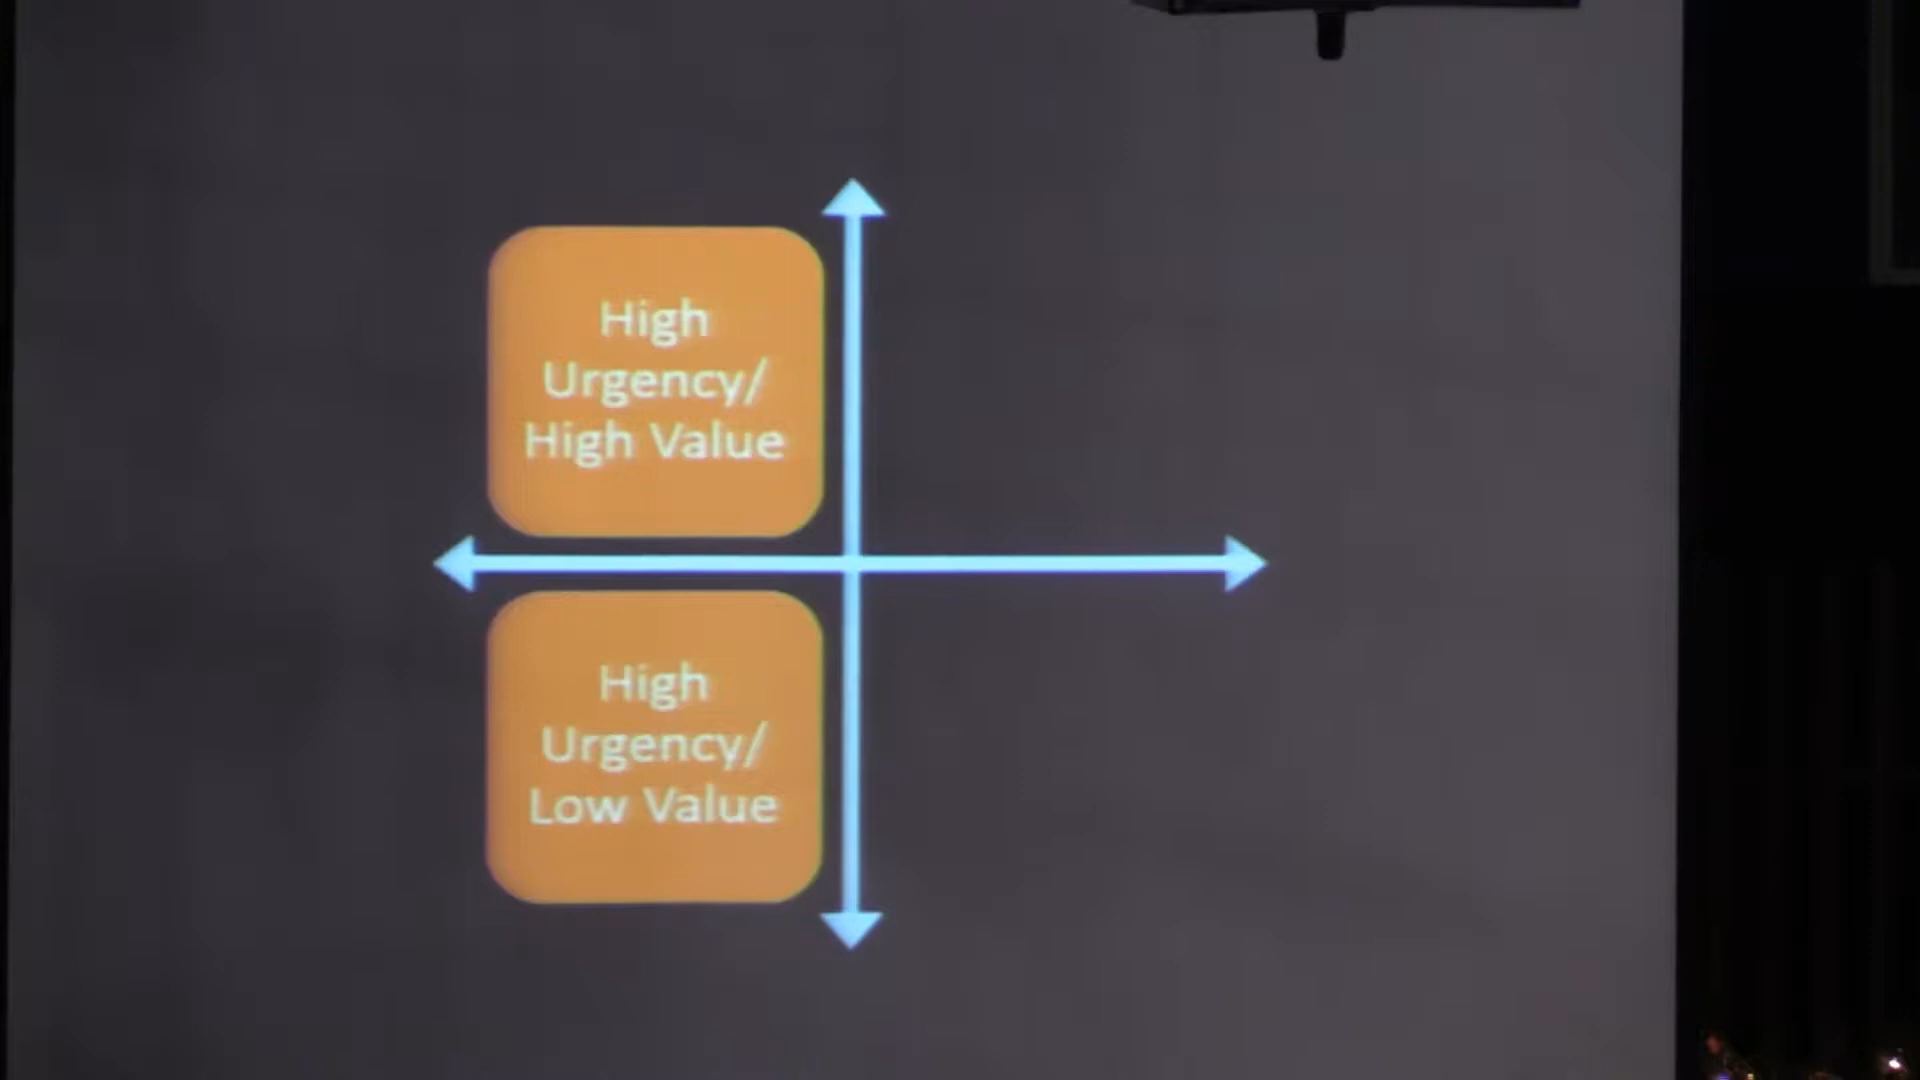 High
Urgency/
High Value
High
Urgency/
Low Value